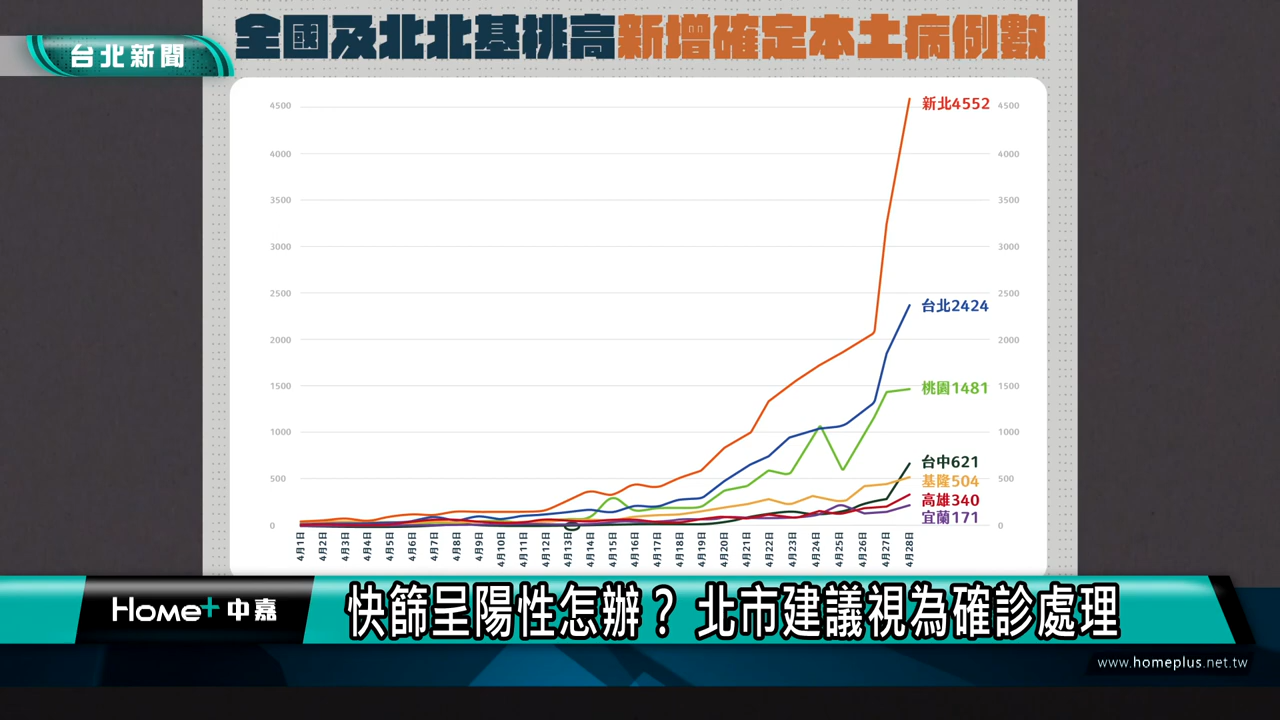 全國及北北基桃高新增確定本土病例數
台北新聞
4500 新北4552 4500
4000 4000
3500 3500
3000 3000
2500 2500
台北2424
2000 2000
1500 桃園1481 1500
1000 1000
台中621
500 基隆504 500
高雄340
宜蘭171
0 0
4月1日 4月2日 4月3日 4月4日 4月5日 4月6日 4月7日 4月8日 4月9日 4月10日 4月11日 4月12日 4月13日 4月14日 4月15日 4月16日 4月17日 4月18日 4月19日 4月20日 4月21日 4月22日 4月23日 4月24日 4月25日 4月26日 4月27日 4月28日
Home+中嘉 快篩呈陽性怎辦？ 北市建議視為確診處理
www.homeplus.net.tw